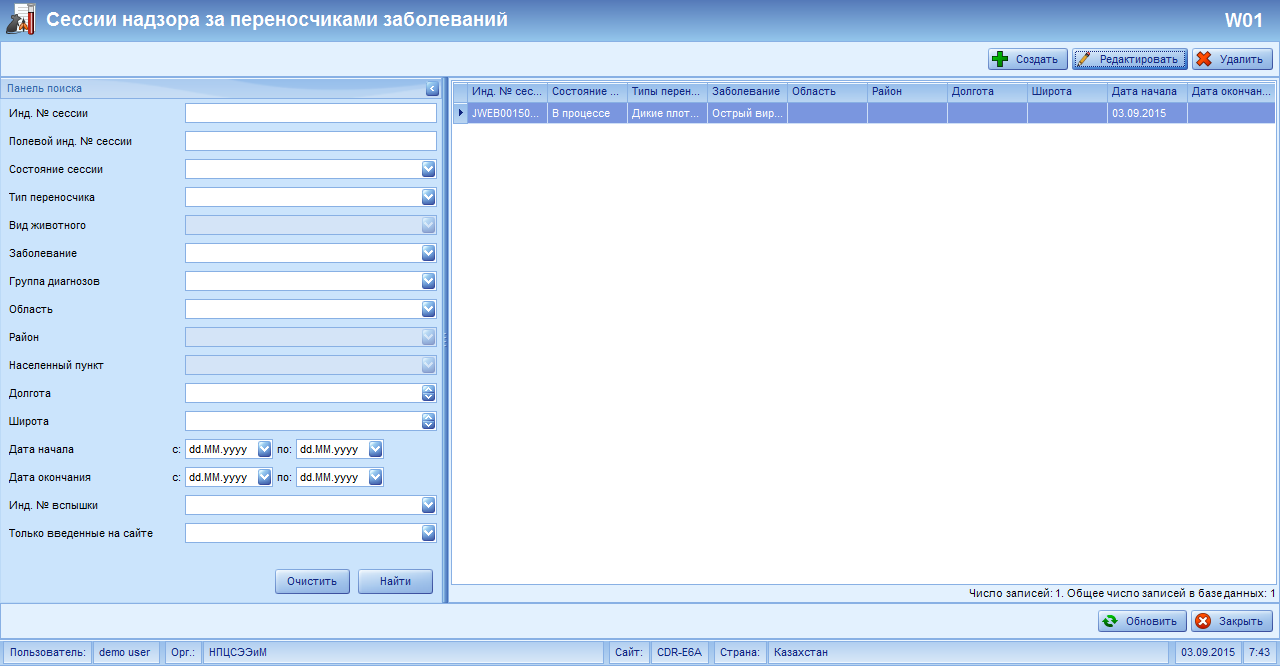 Сессии надзора за переносчиками заболеваний W01
Создать Редактировать Удалить
Панель поиска
Инд. № сессии
Полевой инд. № сессии
Состояние сессии
Тип переносчика
Вид животного
Заболевание
Группа диагнозов
Область
Район
Населенный пункт
Долгота
Широта
Дата начала с: dd.MM.yyyy по: dd.MM.yyyy
Дата окончания с: dd.MM.yyyy по: dd.MM.yyyy
Инд. № вспышки
Только введенные на сайте
Очистить Найти
Инд. № сес... Состояние ... Типы перен... Заболевание Область Район Долгота Широта Дата начала Дата окончан...
JWEB00150... В процессе Дикие плот... Острый вир... 03.09.2015
Число записей: 1. Общее число записей в базе данных: 1
Обновить Закрыть
Пользователь: demo user Орг.: НПЦСЭЭиМ Сайт: CDR-E6A Страна: Казахстан 03.09.2015 7:43